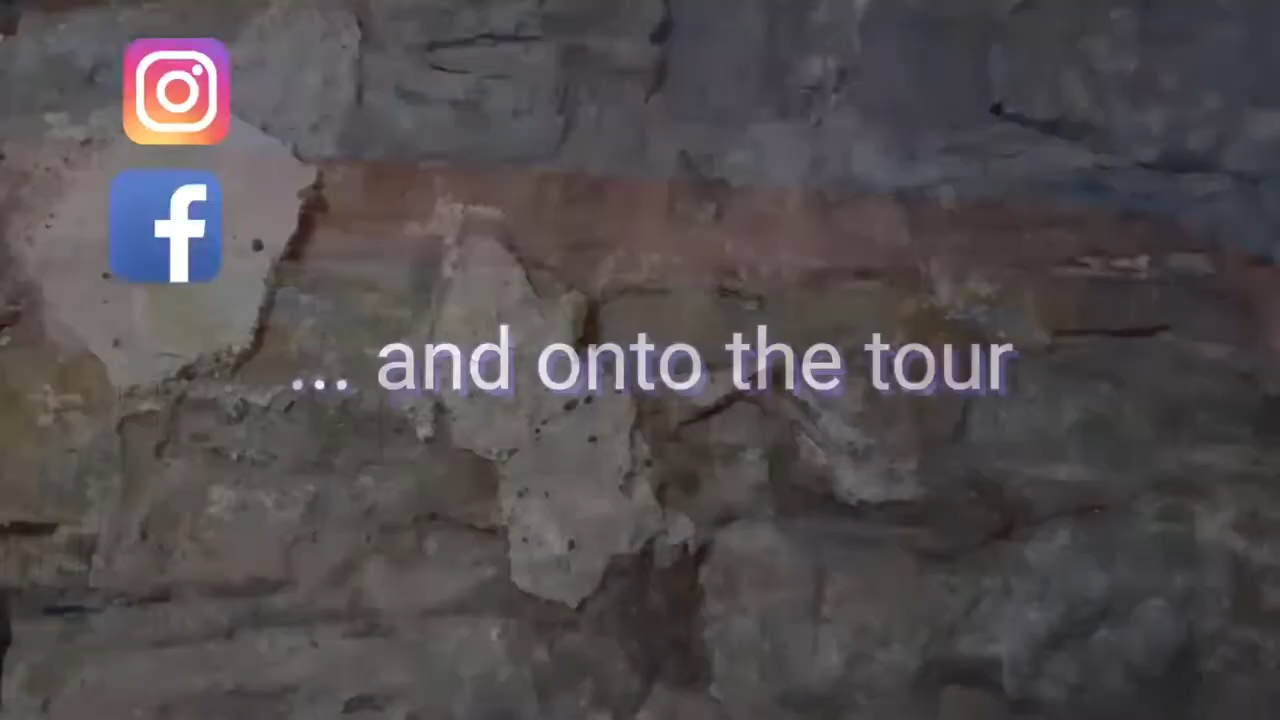 ... and onto the tour